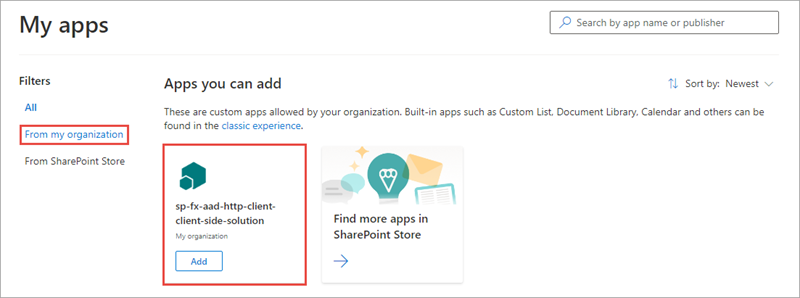 My apps
Search by app name or publisher
Filters
All
From my organization
From SharePoint Store
Apps you can add
Sort by: Newest
These are custom apps allowed by your organization. Built-in apps such as Custom List, Document Library, Calendar and others can be
found in the classic experience.
sp-fx-aad-http-client-
client-side-solution
My organization
Add
Find more apps in
SharePoint Store